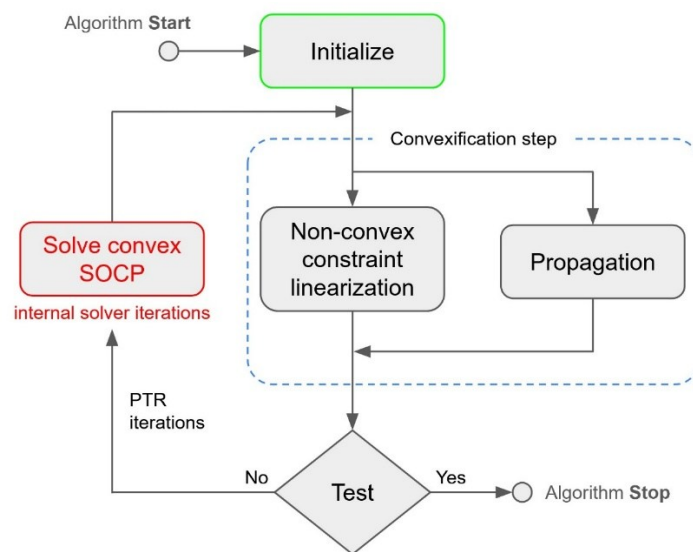 Algorithm Start
Initialize
Convexification step
Solve convex
SOCP
internal solver iterations
Non-convex
constraint
linearization
Propagation
PTR
iterations
No
Test
Yes
Algorithm Stop